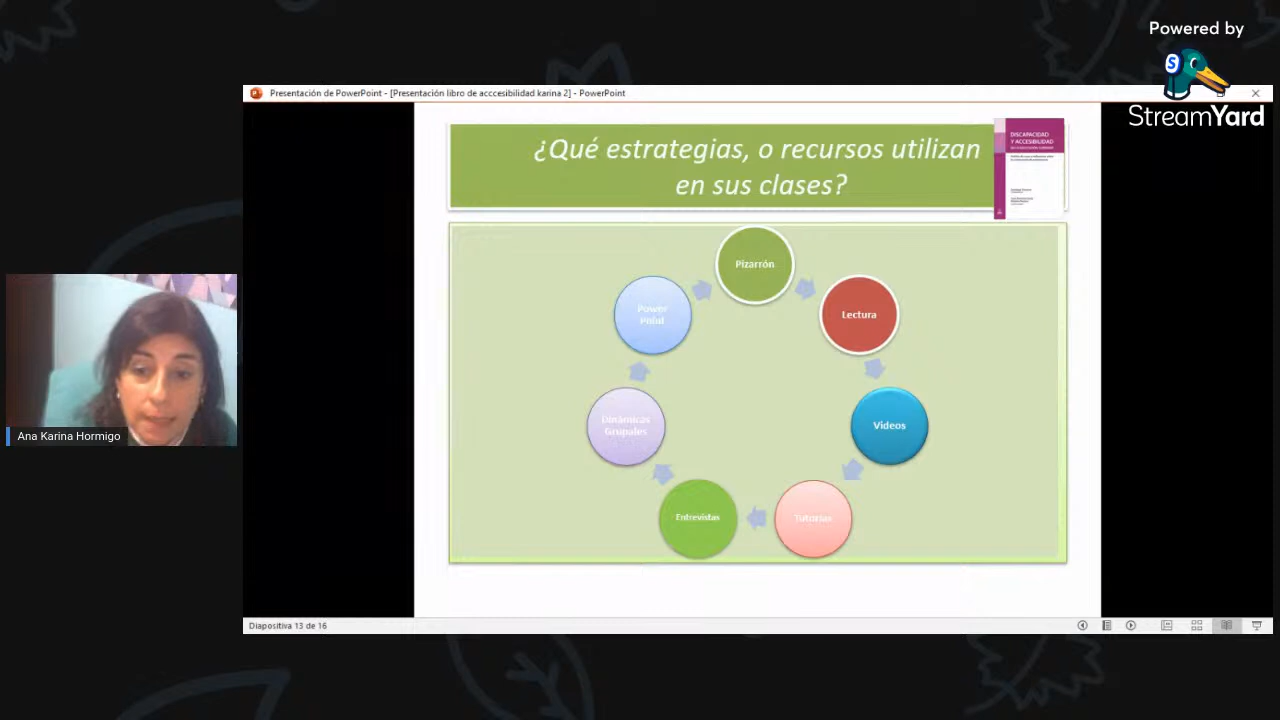 Powered by
StreamYard
Presentación de PowerPoint - [Presentación libro de acccesibilidad karina 2] - PowerPoint
¿Qué estrategias, o recursos utilizan
en sus clases?
DISCAPACIDAD
Y ACCESIBILIDAD
Pizarrón
Power
Point
Lectura
Dinámicas
Grupales
Videos
Entrevistas
Tutorias
Ana Karina Hormigo
Diapositiva 13 de 16